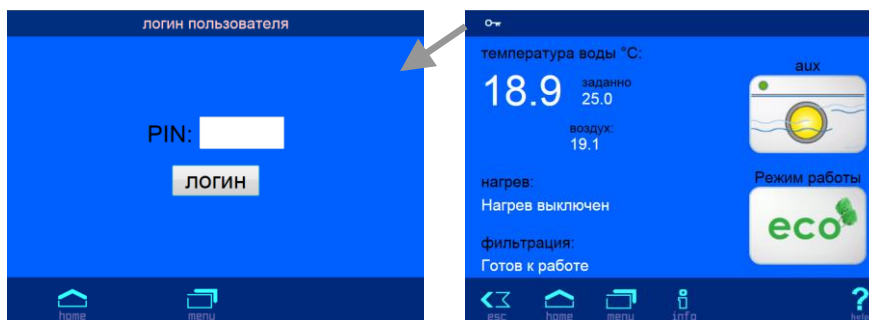 логин пользователя
PIN:
логин
home
menu
температура воды °C:
18.9
заданно
25.0
воздух:
19.1
нагрев:
Нагрев выключен
фильтрация:
Готов к работе
aux
Режим работы
eco
esc
home
menu
info
?
help